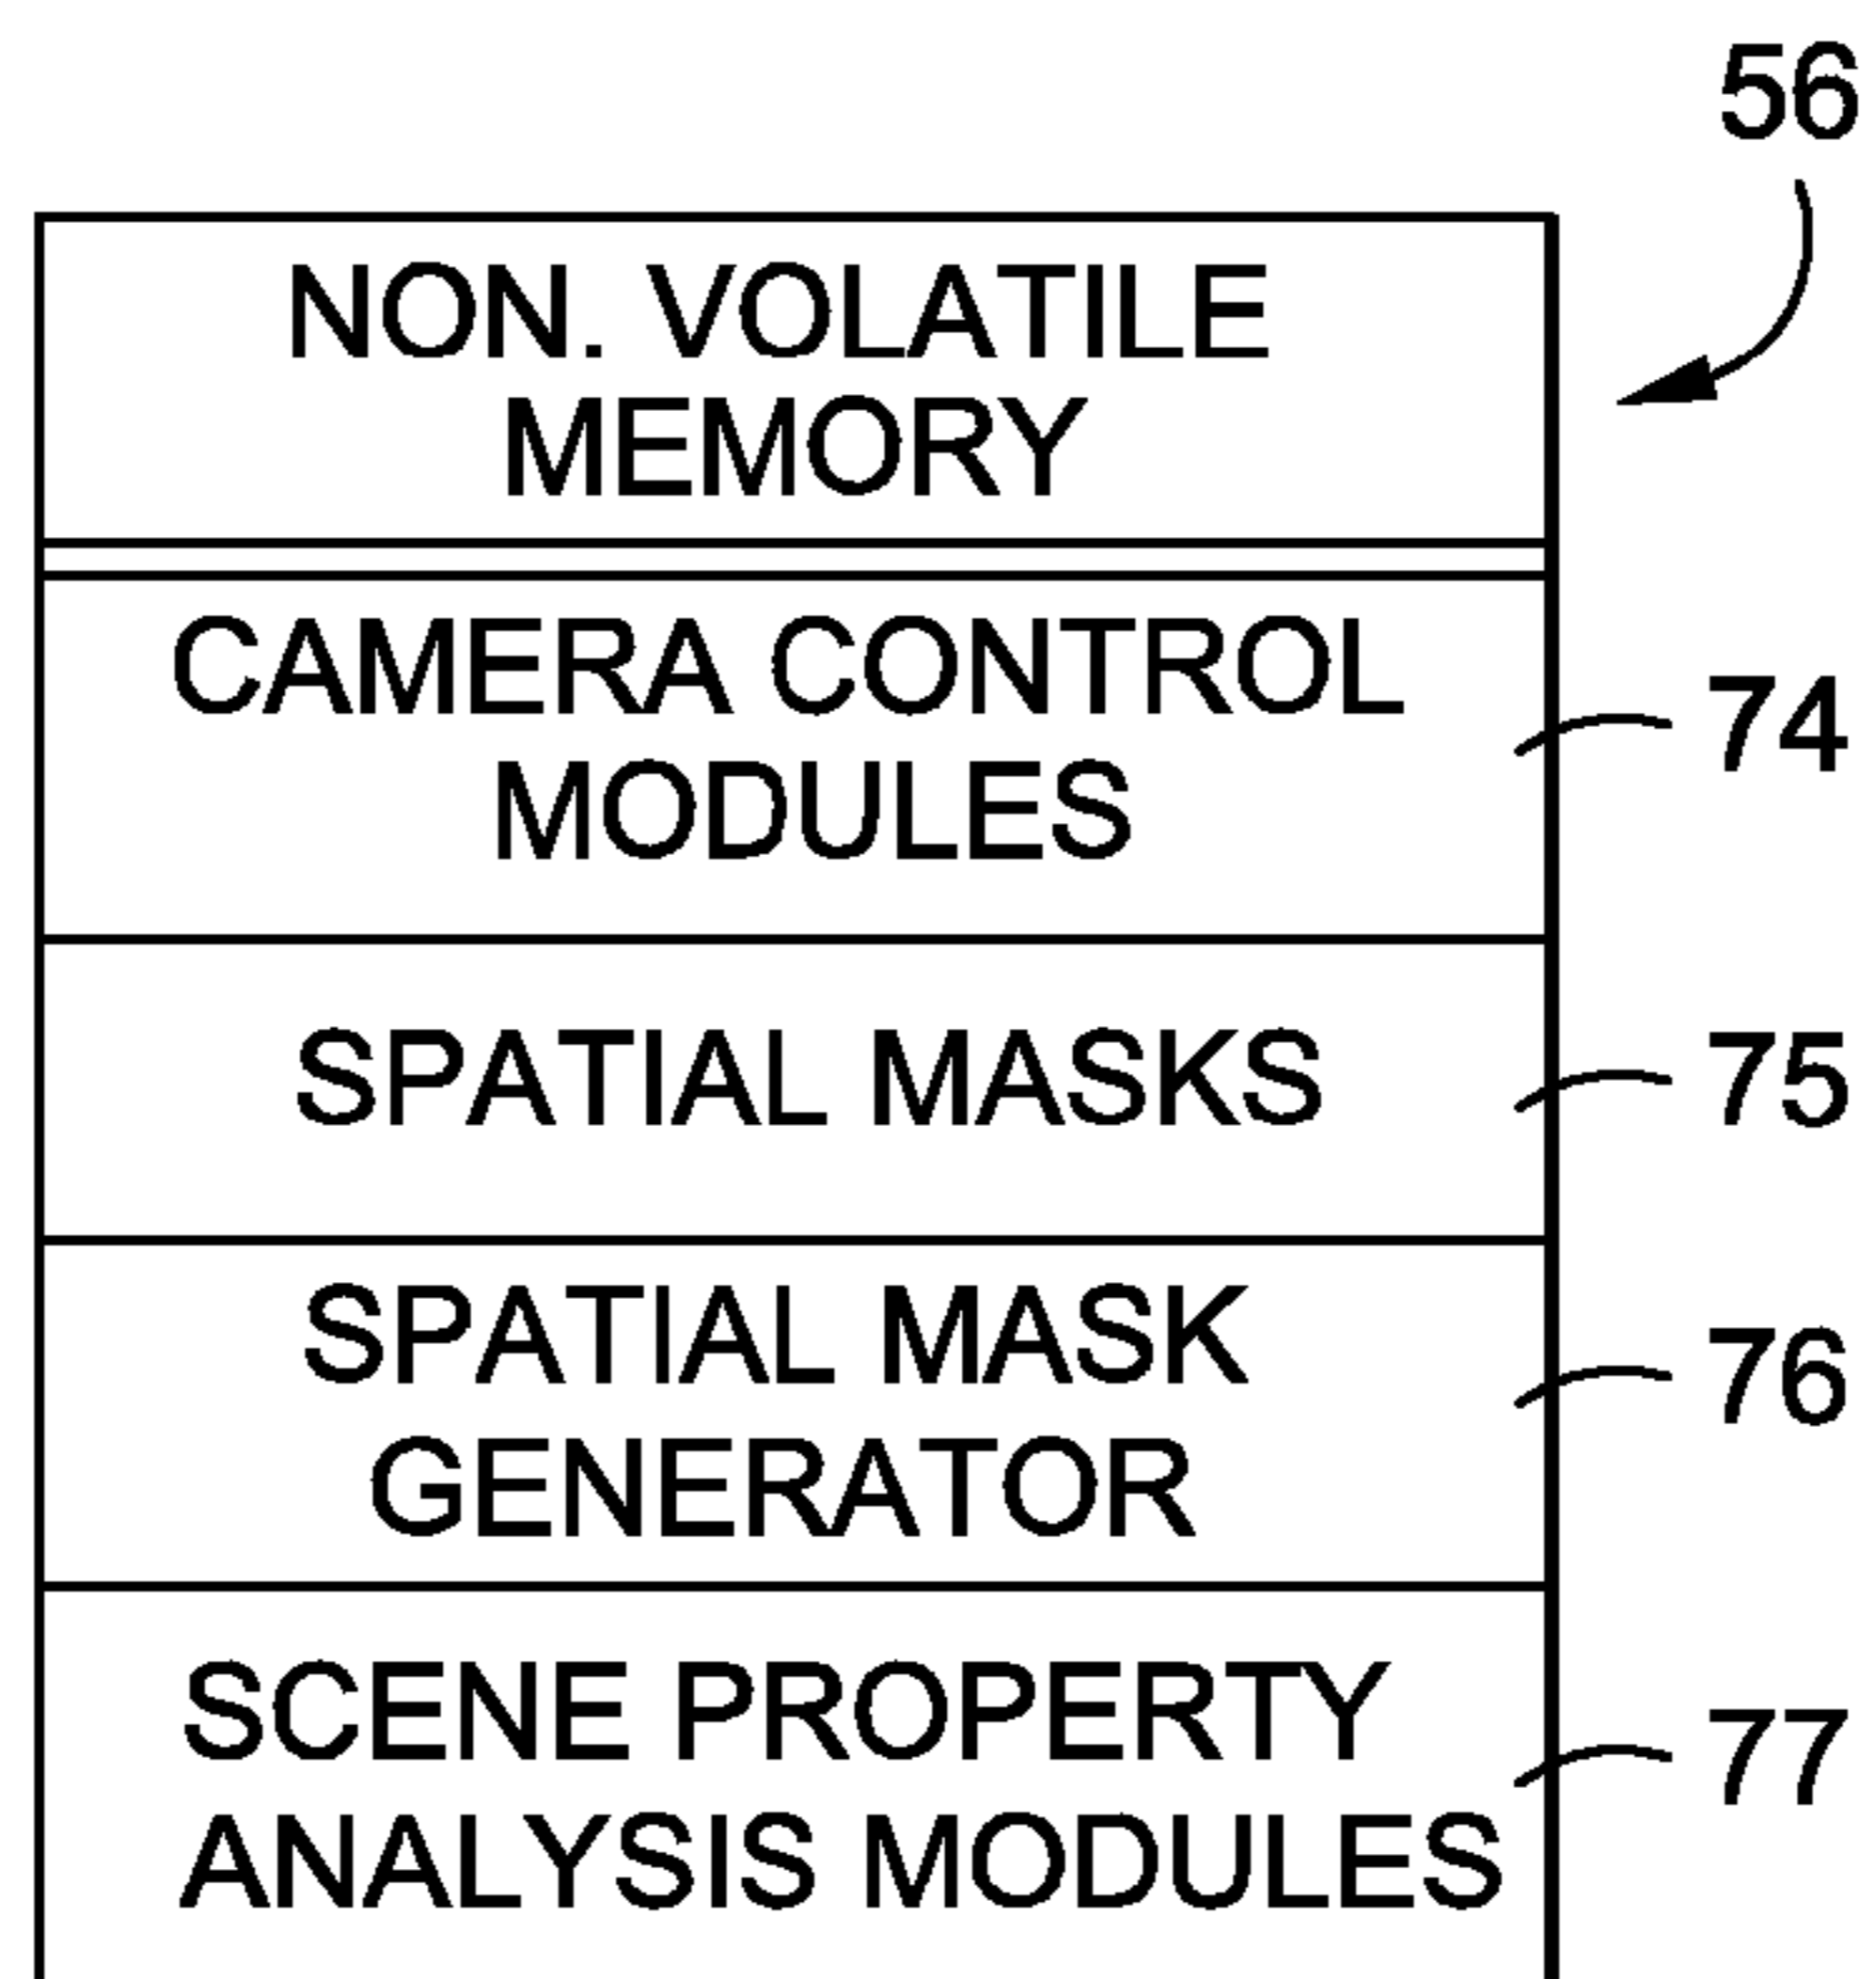 56
NON. VOLATILE
MEMORY
CAMERA CONTROL
MODULES
74
SPATIAL MASKS
75
SPATIAL MASK
GENERATOR
76
SCENE PROPERTY
ANALYSIS MODULES
77